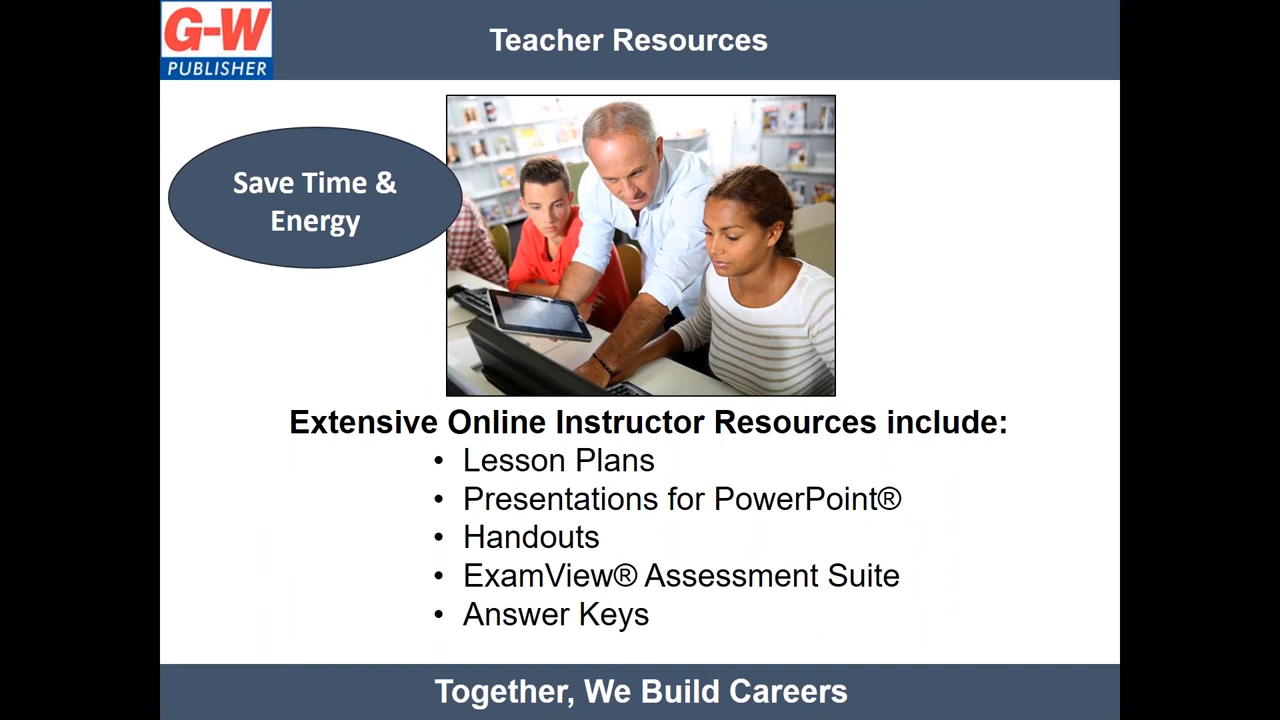 G-W
PUBLISHER
Teacher Resources
Save Time &
Energy
Extensive Online Instructor Resources include:
• Lesson Plans
• Presentations for PowerPoint®
• Handouts
• ExamView® Assessment Suite
• Answer Keys
Together, We Build Careers